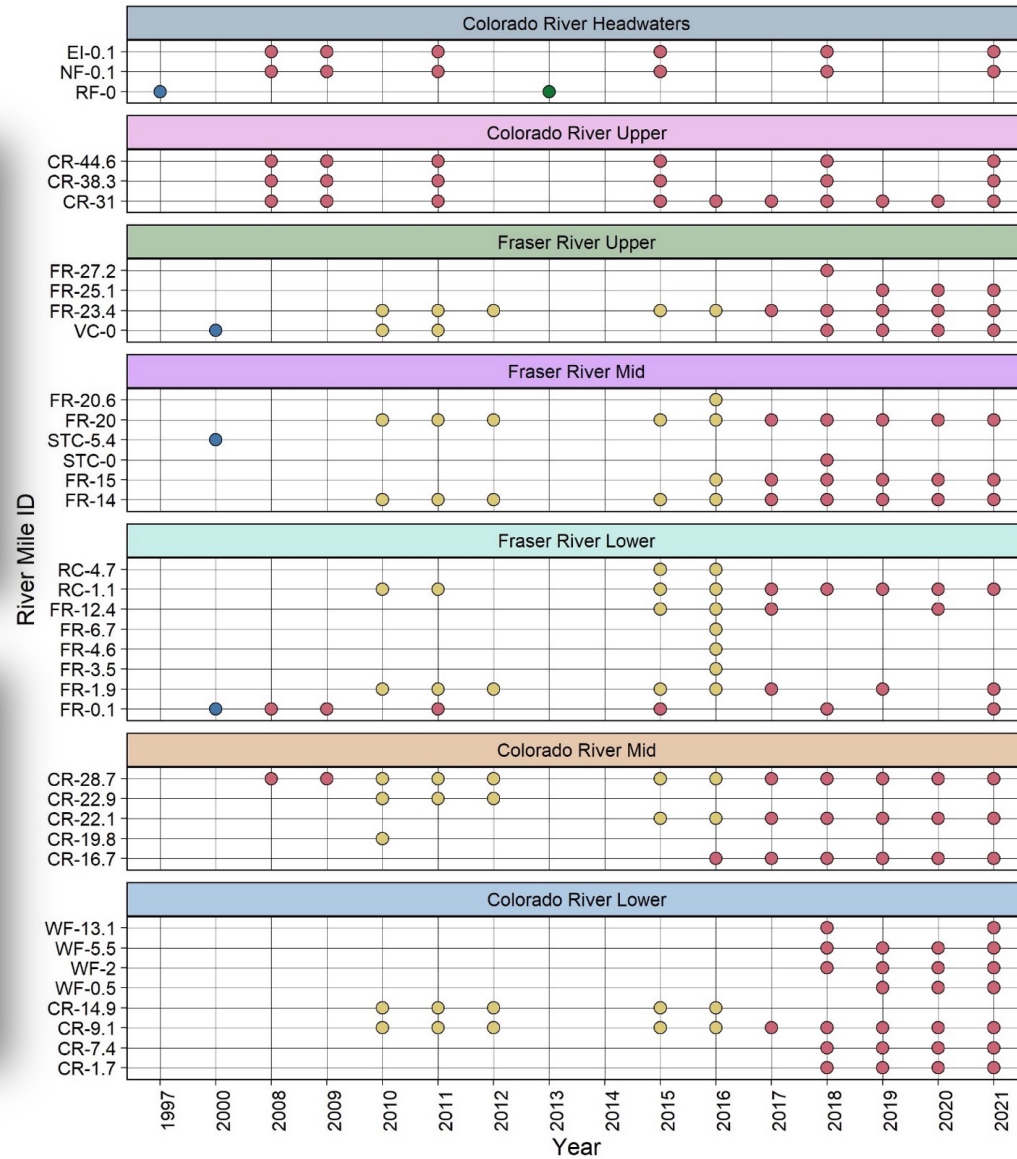 Colorado River Headwaters
EI-0.1
NF-0.1
RF-0
Colorado River Upper
CR-44.6
CR-38.3
CR-31
Fraser River Upper
FR-27.2
FR-25.1
FR-23.4
VC-0
Fraser River Mid
FR-20.6
FR-20
STC-5.4
STC-0
FR-15
FR-14
River Mile ID
Fraser River Lower
RC-4.7
RC-1.1
FR-12.4
FR-6.7
FR-4.6
FR-3.5
FR-1.9
FR-0.1
Colorado River Mid
CR-28.7
CR-22.9
CR-22.1
CR-19.8
CR-16.7
Colorado River Lower
WF-13.1
WF-5.5
WF-2
WF-0.5
CR-14.9
CR-9.1
CR-7.4
CR-1.7
1997 2000 2008 2009 2010 2011 2012 2013 2014 2015 2016 2017 2018 2019 2020 2021
Year